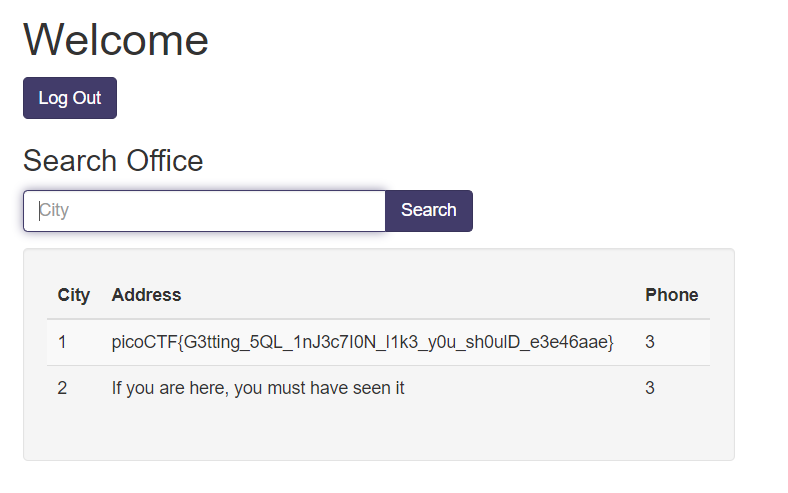 Welcome
Log Out
Search Office
City Search
City Address Phone
1 picoCTF{G3tting_5QL_1nJ3c7I0N_l1k3_y0u_sh0ulD_e3e46aae} 3
2 If you are here, you must have seen it 3